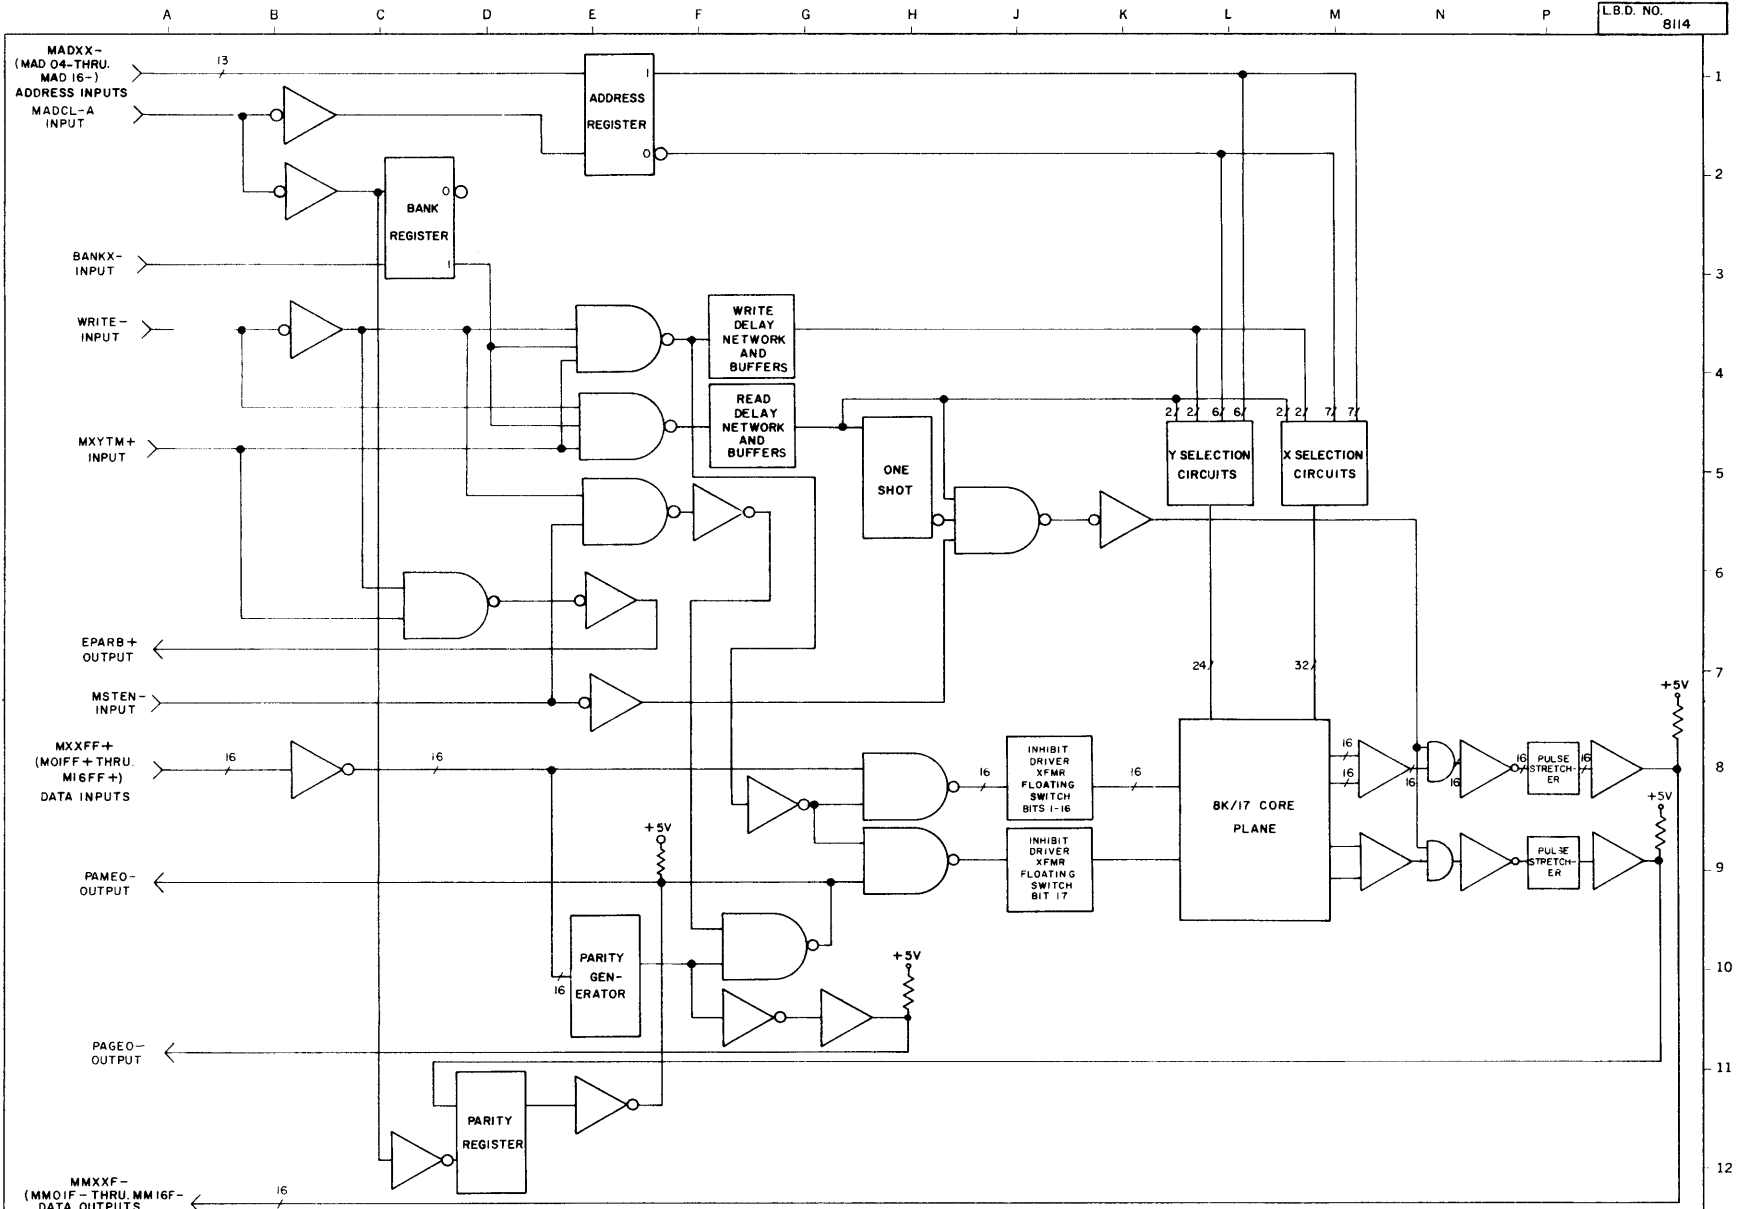 A B C D E F G H J K L M N P
L.B.D. NO.
8114
MADXX-
(MAD 04-THRU.
MAD 16-)
ADDRESS INPUTS
13
1
ADDRESS
REGISTER
0
1
MADCL-A
INPUT
2
0
BANK
REGISTER
1
BANKX-
INPUT
3
WRITE-
INPUT
WRITE
DELAY
NETWORK
AND
BUFFERS
4
READ
DELAY
NETWORK
AND
BUFFERS
2 2 6 6 2 2 7 7
MXYTM+
INPUT
ONE
SHOT
Y SELECTION
CIRCUITS
X SELECTION
CIRCUITS
5
6
EPARB+
OUTPUT
24 32
7
MSTEN-
INPUT
+5V
MXXFF+
(MO1FF+THRU.
M16FF+)
DATA INPUTS
16 16
INHIBIT
DRIVER
XFMR
FLOATING
SWITCH
BITS 1-16
16 16
8K/17 CORE
PLANE
16
16
16 16 16 16
PULSE
STRETCH-
ER
8
+5V
+5V
INHIBIT
DRIVER
XFMR
FLOATING
SWITCH
BIT 17
PULSE
STRETCH-
ER
9
PAMEO-
OUTPUT
PARITY
GEN-
ERATOR
16
+5V
10
PAGEO-
OUTPUT
11
PARITY
REGISTER
12
MMXXF-
(MMO1F-THRU.MM16F-
DATA OUTPUTS
16